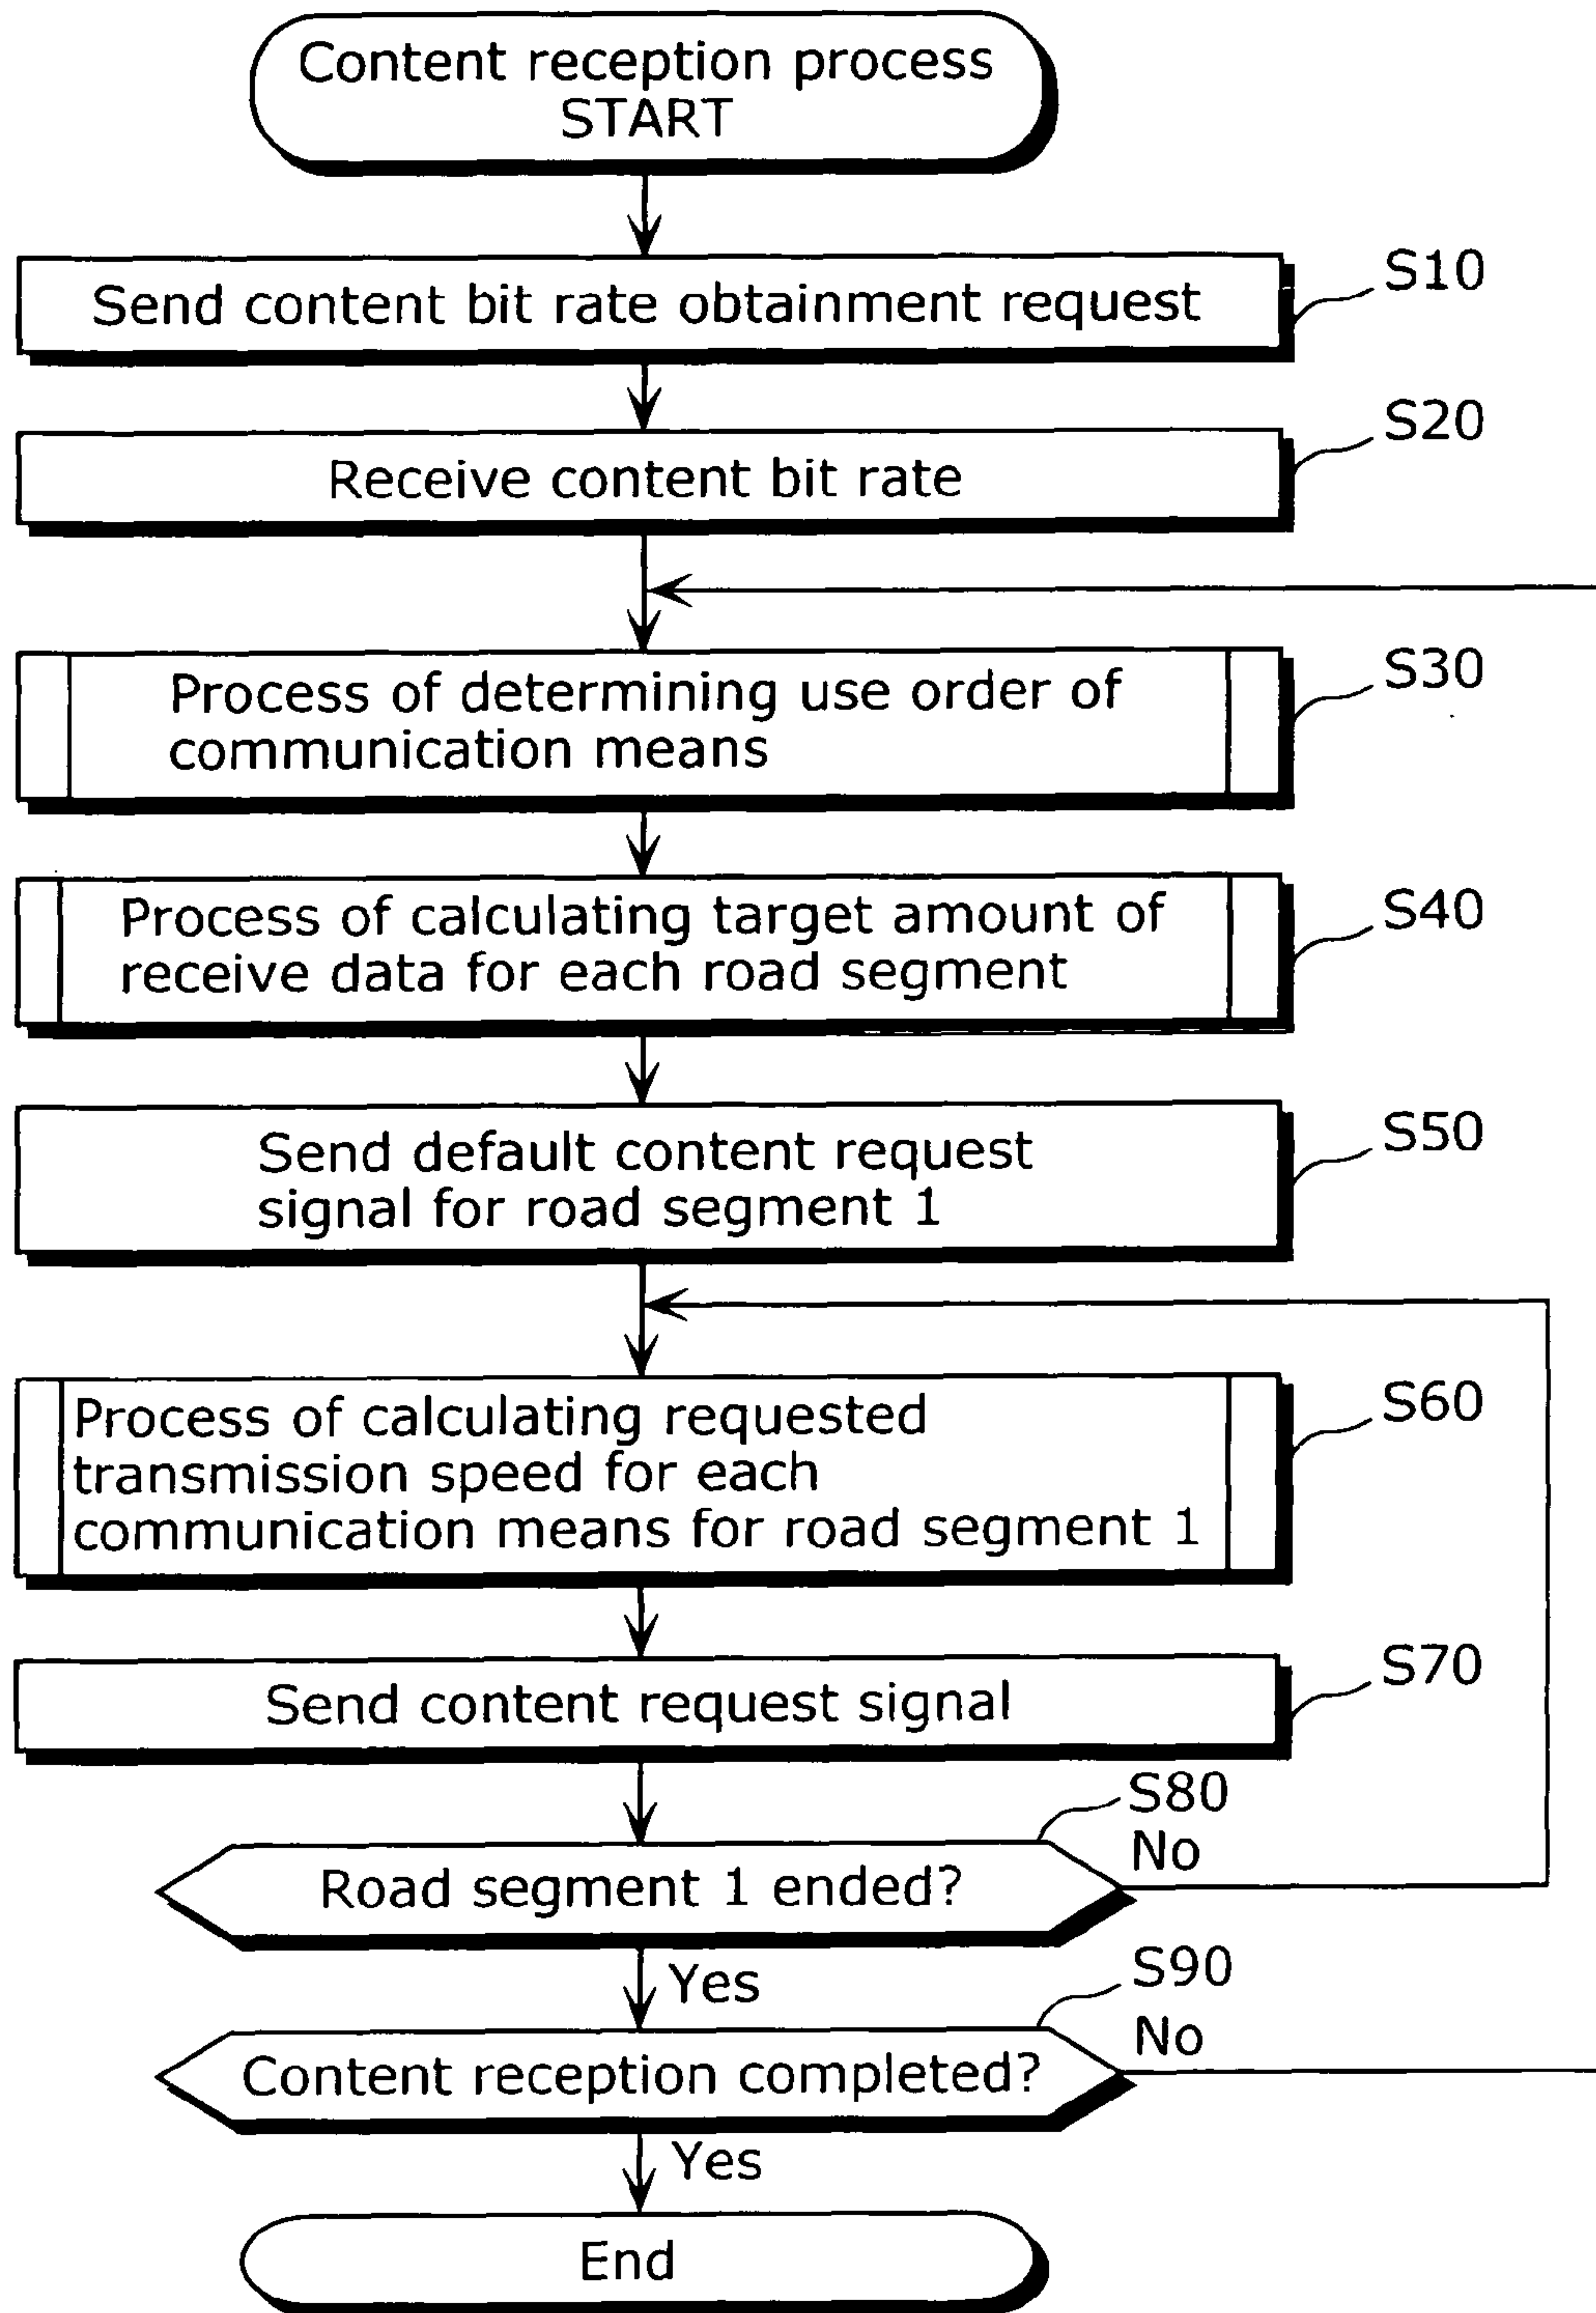 Content reception process
START
S10
Send content bit rate obtainment request
S20
Receive content bit rate
S30
Process of determining use order of
communication means
S40
Process of calculating target amount of
receive data for each road segment
S50
Send default content request
signal for road segment 1
S60
Process of calculating requested
transmission speed for each
communication means for road segment 1
S70
Send content request signal
S80
No
Road segment 1 ended?
Yes
S90
No
Content reception completed?
Yes
End